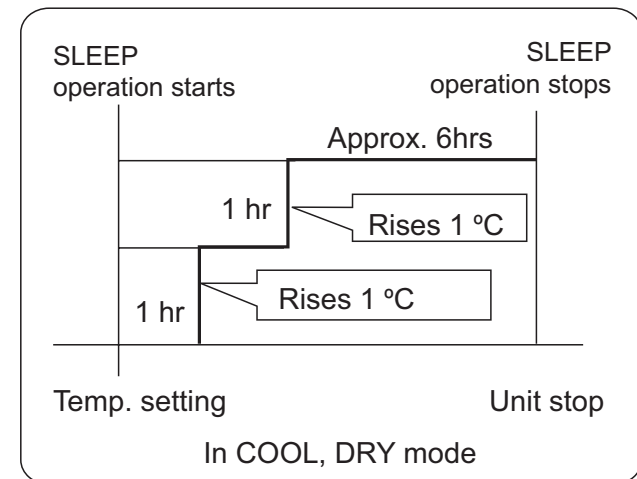 SLEEP
operation starts
SLEEP
operation stops
Approx. 6hrs
1 hr
Rises 1 ºC
1 hr
Rises 1 ºC
Temp. setting
Unit stop
In COOL, DRY mode